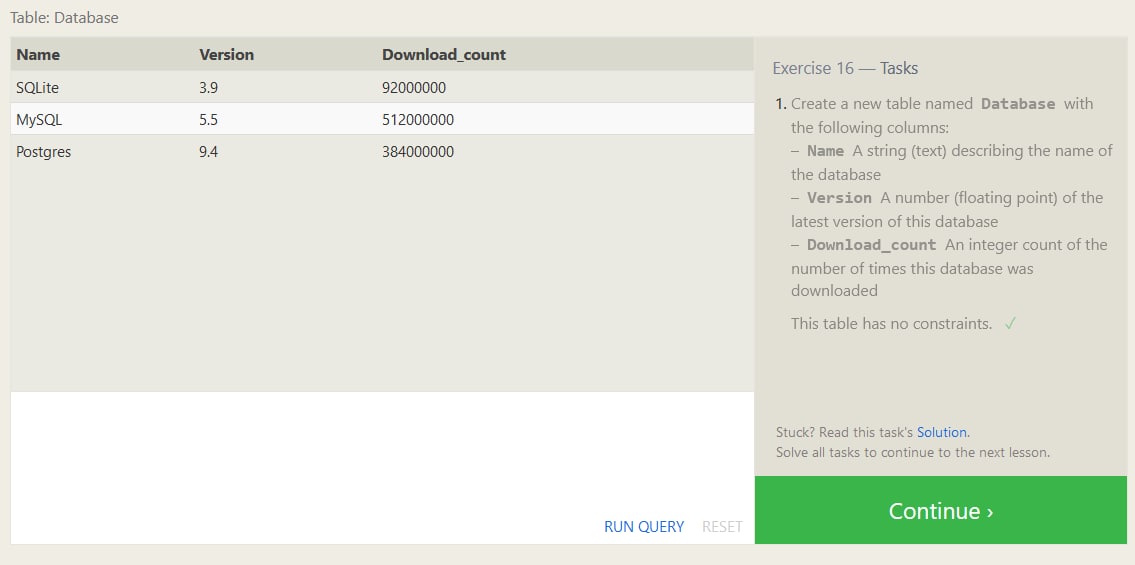 Table: Database
Name Version Download_count
SQLite 3.9 92000000
MySQL 5.5 512000000
Postgres 9.4 384000000
RUN QUERY RESET
Exercise 16 — Tasks
1. Create a new table named Database with
the following columns:
– Name A string (text) describing the name of
the database
– Version A number (floating point) of the
latest version of this database
– Download_count An integer count of the
number of times this database was
downloaded
This table has no constraints. ✓
Stuck? Read this task's Solution.
Solve all tasks to continue to the next lesson.
Continue ›